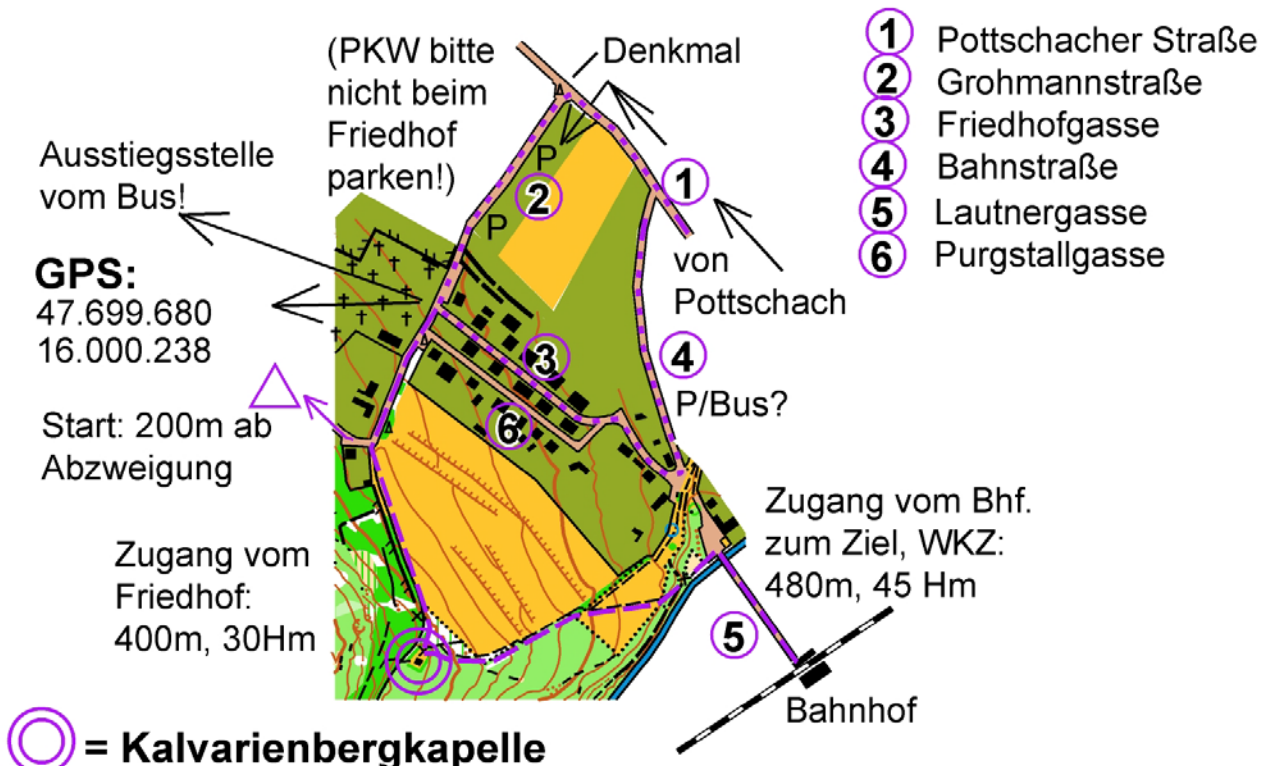 (PKW bitte
nicht beim
Friedhof
parken!)
Denkmal
1 Pottschacher Straße
2 Grohmannstraße
3 Friedhofgasse
4 Bahnstraße
5 Lautnergasse
6 Purgstallgasse
Ausstiegsstelle
vom Bus!
P
2
1
P
von
Pottschach
GPS:
47.699.680
16.000.238
3
4
P/Bus?
6
Start: 200m ab
Abzweigung
Zugang vom
Friedhof:
400m, 30Hm
Zugang vom Bhf.
zum Ziel, WKZ:
480m, 45 Hm
5
Bahnhof
= Kalvarienbergkapelle